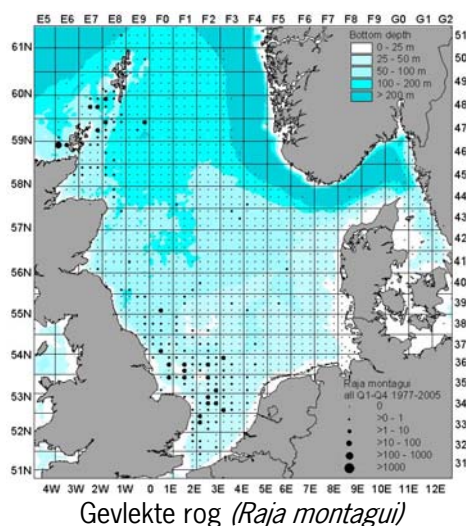 E5 E6 E7 E8 E9 F0 F1 F2 F3 F4 F5 F6 F7 F8 F9 G0 G1 G2
Bottom depth
0 - 25 m
25 - 50 m
50 - 100 m
100 - 200 m
> 200 m
61N
60N
59N
58N
57N
56N
55N
54N
53N
52N
51N
51
50
49
48
47
46
45
44
43
42
41
40
39
38
37
36
35
34
33
32
31
Raja montagui
all Q1-Q4 1977-2005
0
>0 - 1
>1 - 10
>10 - 100
>100 - 1000
>1000
4W 3W 2W 1W 0 1E 2E 3E 4E 5E 6E 7E 8E 9E 10E 11E 12E
Gevlekte rog (Raja montagui)